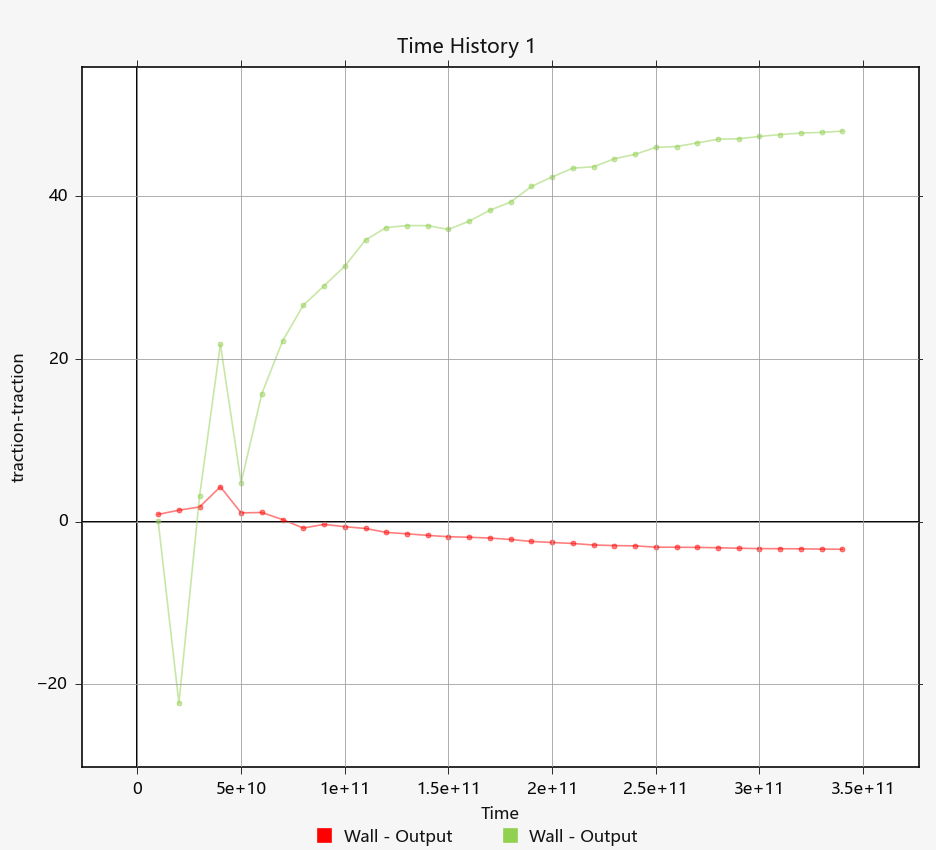 Time History 1
traction-traction
40
20
0
−20
0 5e+10 1e+11 1.5e+11 2e+11 2.5e+11 3e+11 3.5e+11
Time
Wall - Output Wall - Output